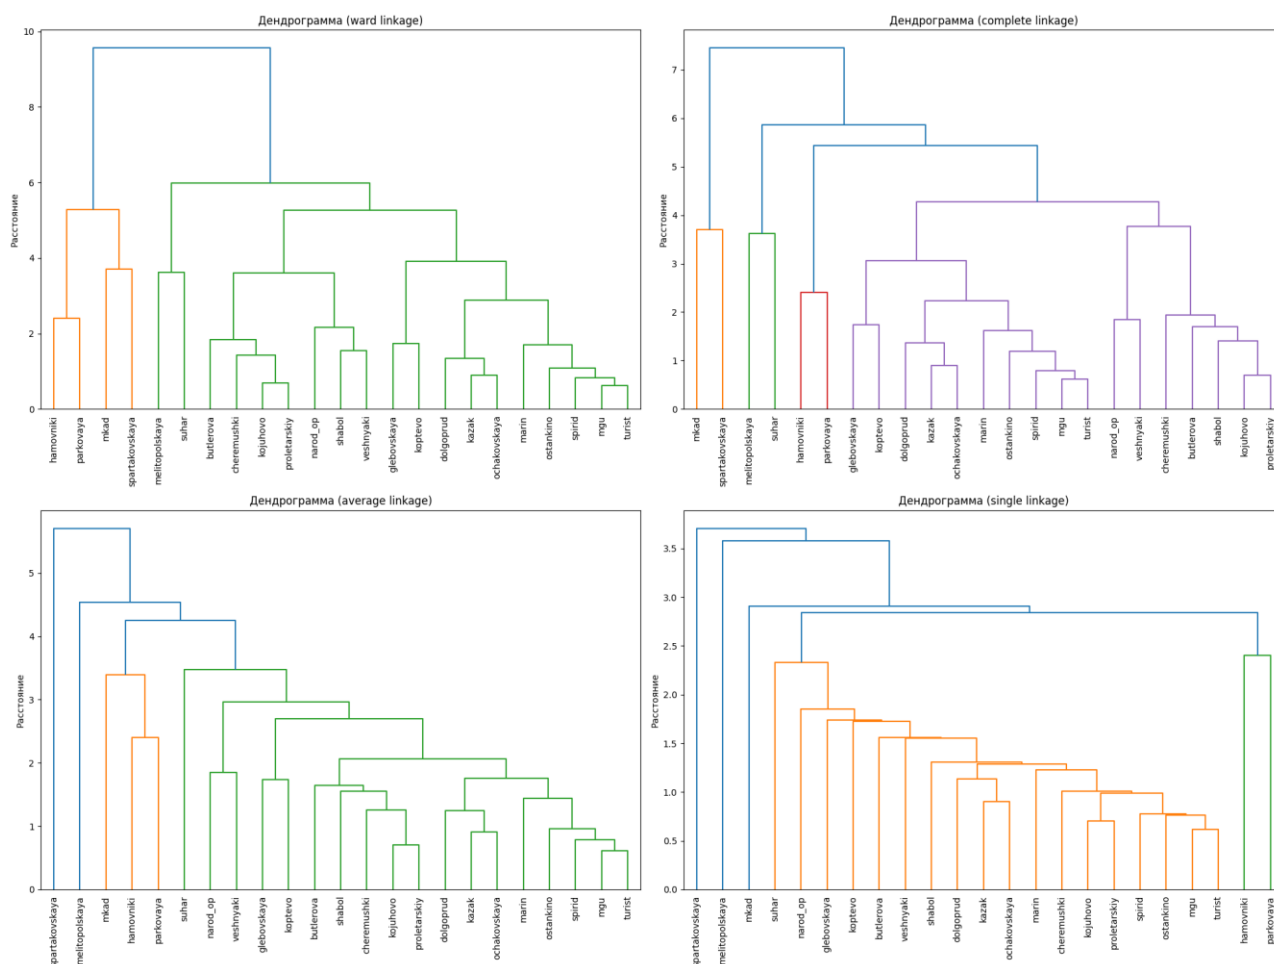 Дендрограмма (ward linkage)
10
8
6
4
2
0
Расстояние
hamovniki
parkovaya
mkad
spartakovskaya
melitopolskaya
suhar
butlerova
cheremushki
kojuhovo
proletarskiy
narod_op
shabol
veshnyaki
glebovskaya
koptevo
dolgoprud
kazak
ochakovskaya
marin
ostankino
spirid
mgu
turist
Дендрограмма (complete linkage)
7
6
5
4
3
2
1
0
Расстояние
mkad
spartakovskaya
melitopolskaya
suhar
hamovniki
parkovaya
glebovskaya
koptevo
dolgoprud
kazak
ochakovskaya
marin
ostankino
spirid
mgu
turist
narod_op
veshnyaki
cheremushki
butlerova
shabol
kojuhovo
proletarskiy
Дендрограмма (average linkage)
5
4
3
2
1
0
Расстояние
spartakovskaya
melitopolskaya
mkad
hamovniki
parkovaya
suhar
narod_op
veshnyaki
glebovskaya
koptevo
butlerova
shabol
cheremushki
kojuhovo
proletarskiy
dolgoprud
kazak
ochakovskaya
marin
ostankino
spirid
mgu
turist
Дендрограмма (single linkage)
3.5
3.0
2.5
2.0
1.5
1.0
0.5
0.0
Расстояние
spartakovskaya
melitopolskaya
mkad
suhar
narod_op
glebovskaya
koptevo
butlerova
veshnyaki
shabol
dolgoprud
kazak
ochakovskaya
marin
cheremushki
kojuhovo
proletarskiy
spirid
ostankino
mgu
turist
hamovniki
parkovaya